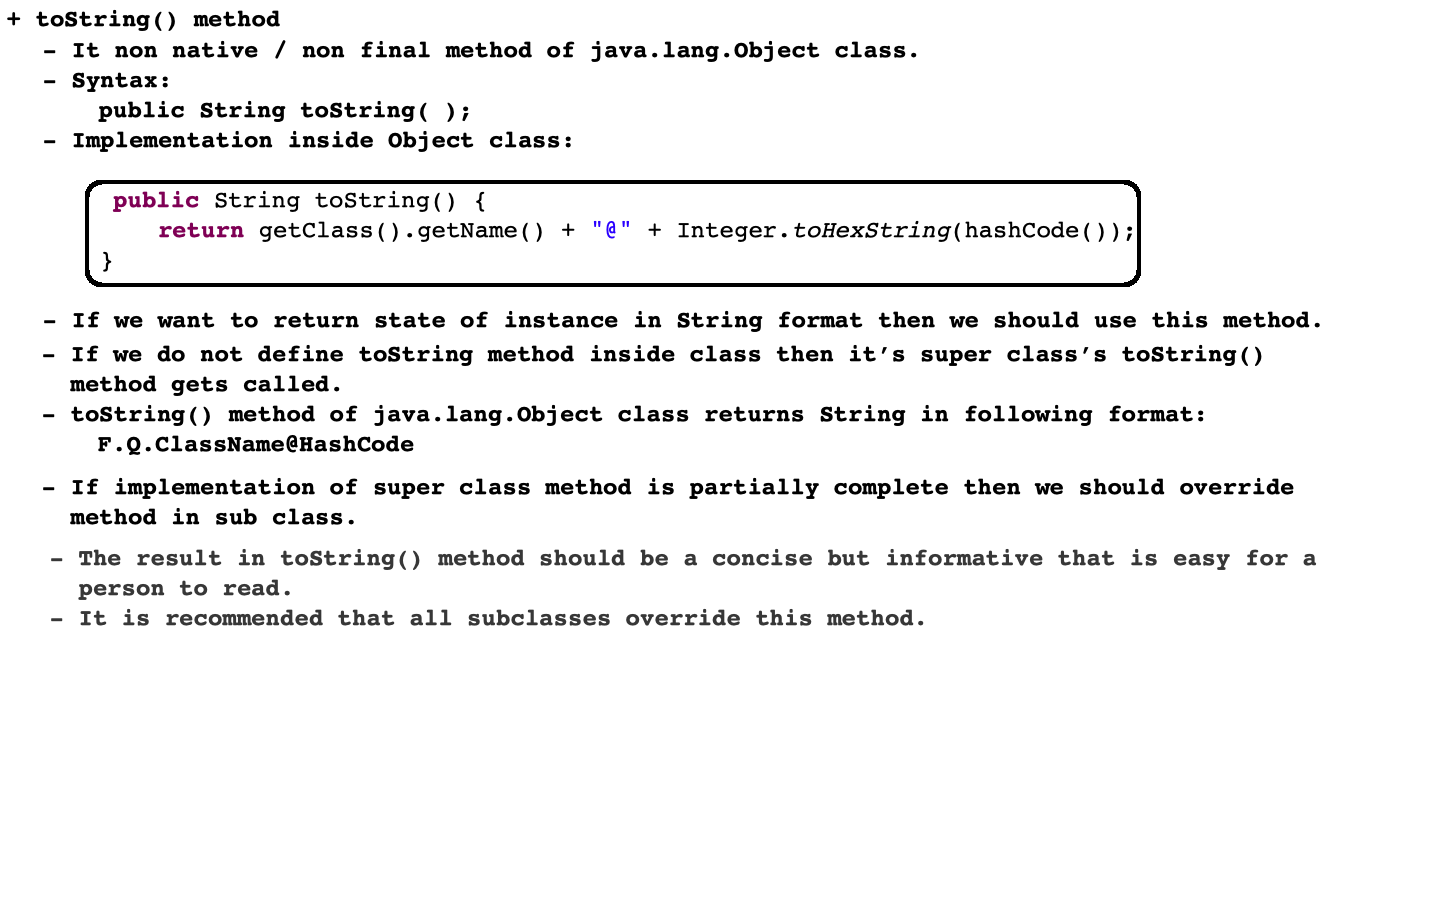 + toString() method
- It non native / non final method of java.lang.Object class.
- Syntax:
public String toString( );
- Implementation inside Object class:
public String toString() {
return getClass().getName() + "@" + Integer.toHexString(hashCode());
}
- If we want to return state of instance in String format then we should use this method.
- If we do not define toString method inside class then it’s super class’s toString()
method gets called.
- toString() method of java.lang.Object class returns String in following format:
F.Q.ClassName@HashCode
- If implementation of super class method is partially complete then we should override
method in sub class.
- The result in toString() method should be a concise but informative that is easy for a
person to read.
- It is recommended that all subclasses override this method.